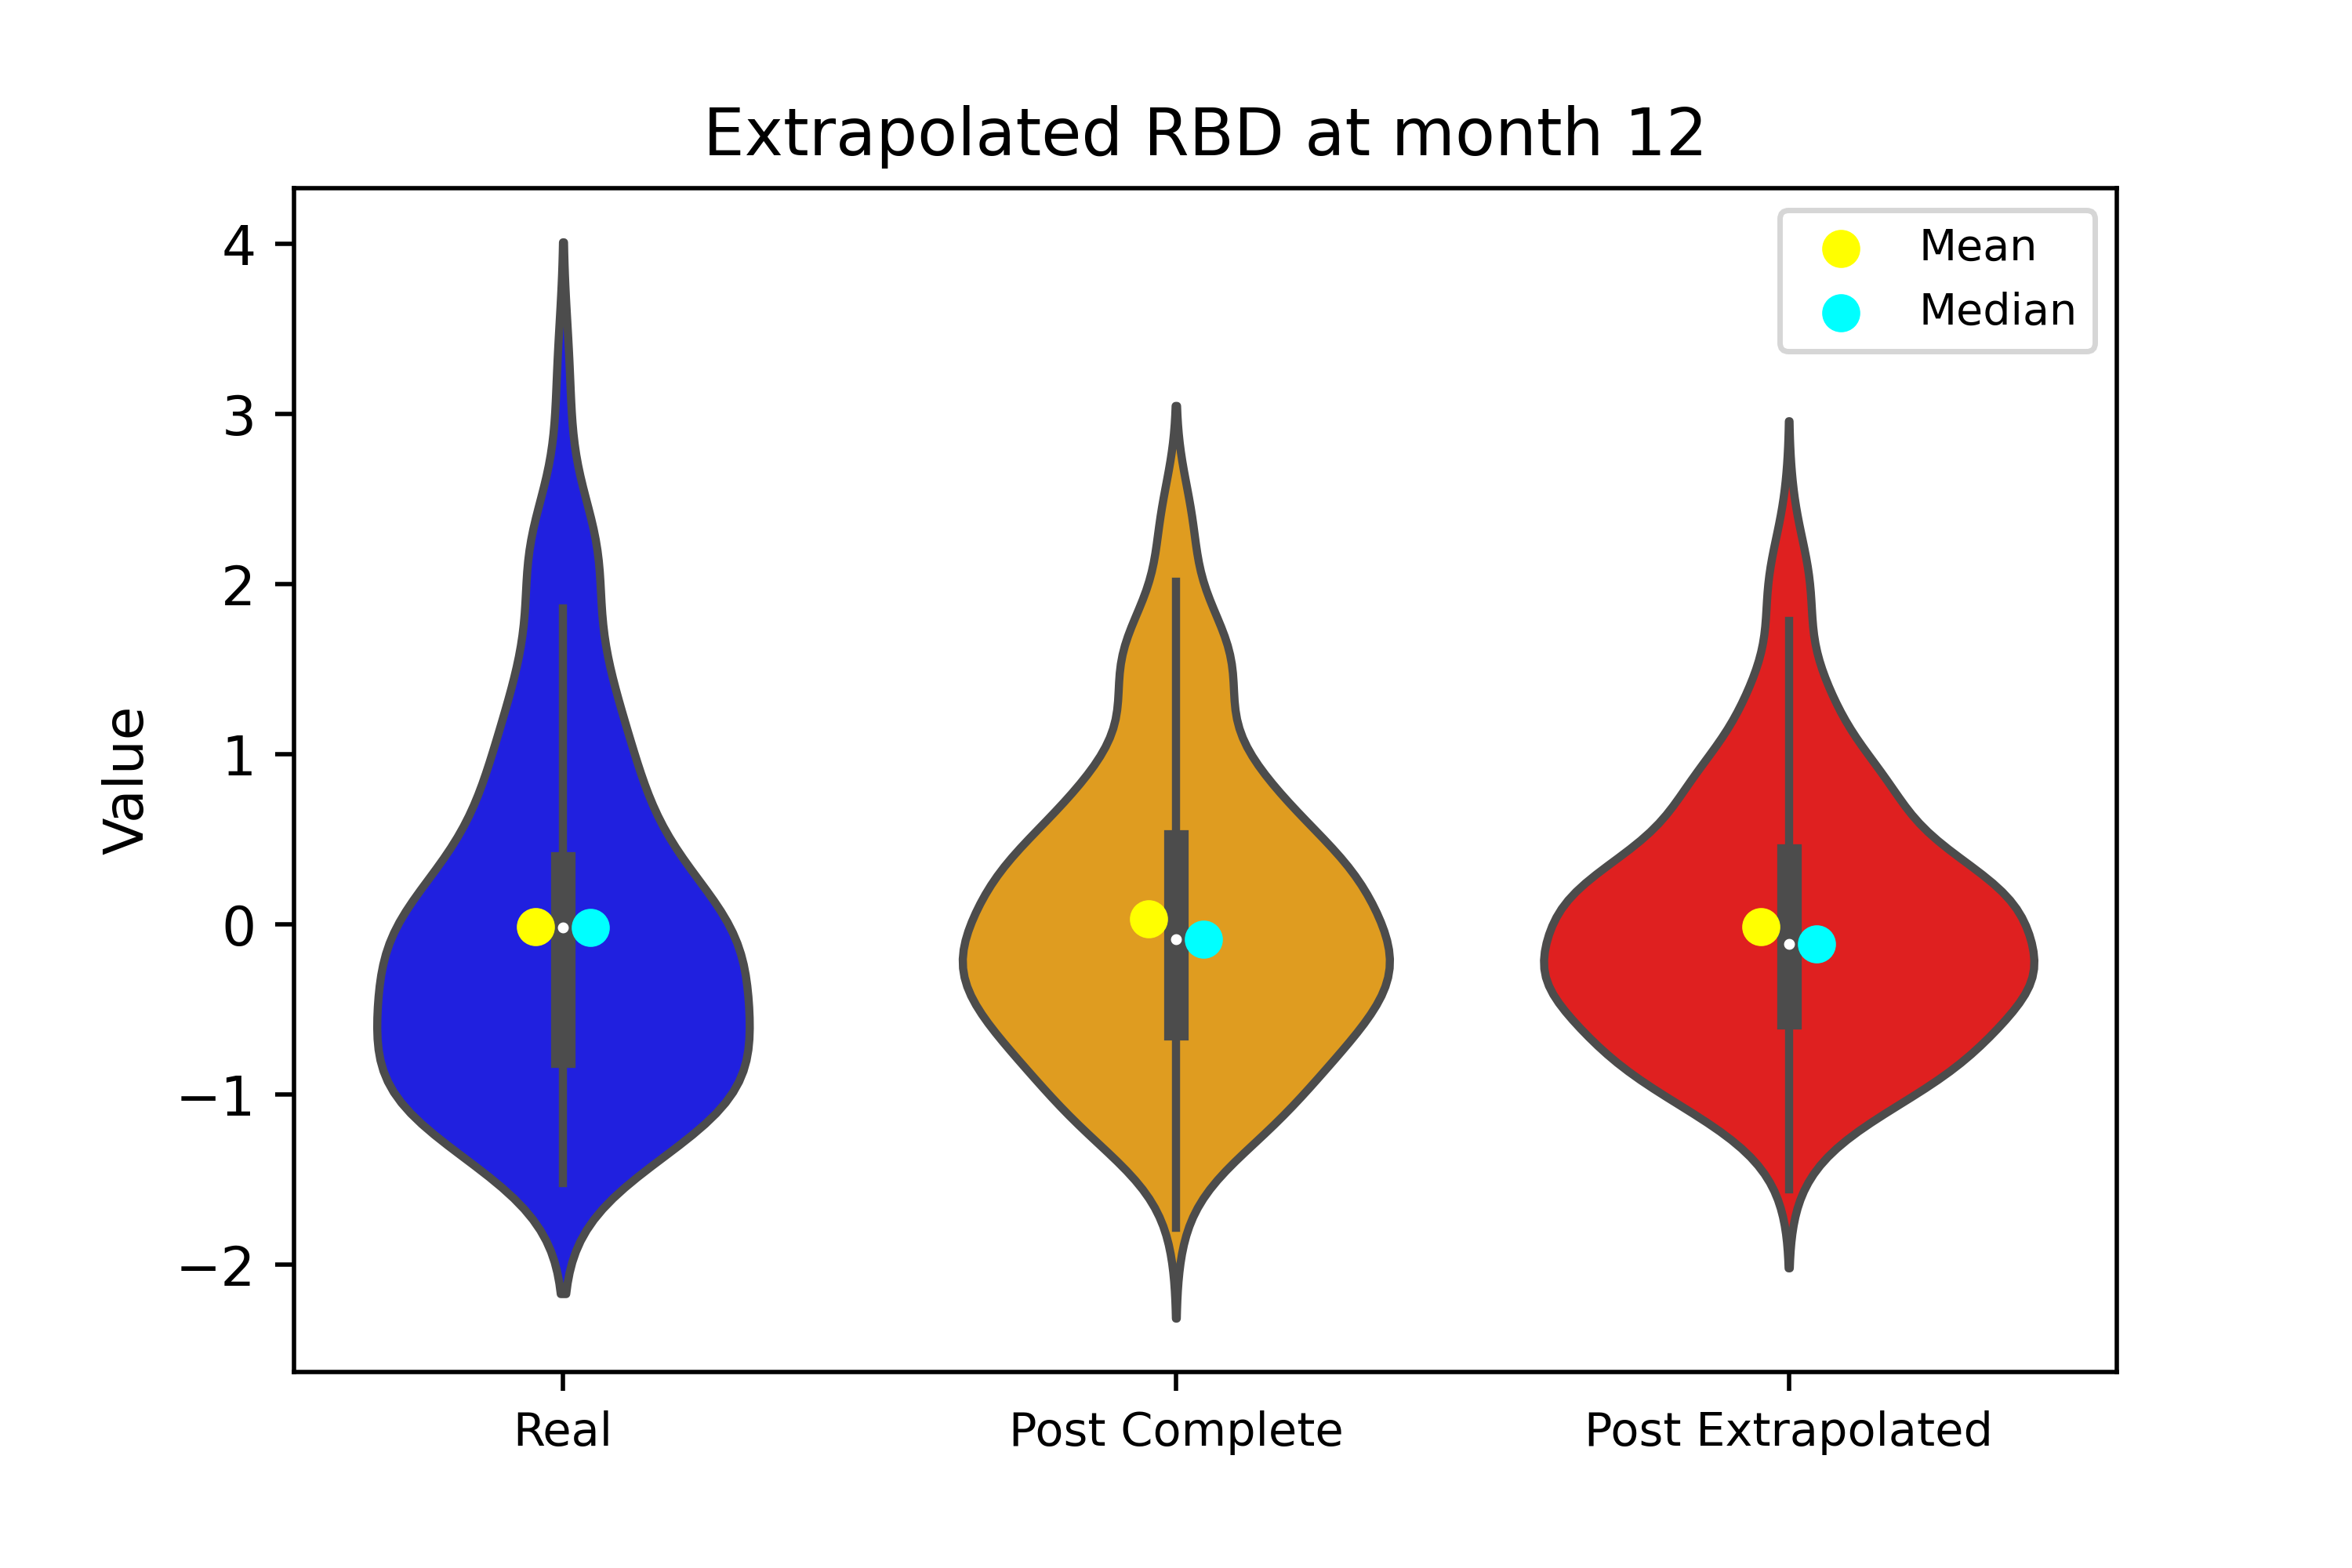 Extrapolated RBD at month 12
Mean
Median
4
3
2
1
0
−1
−2
Value
Real
Post Complete
Post Extrapolated